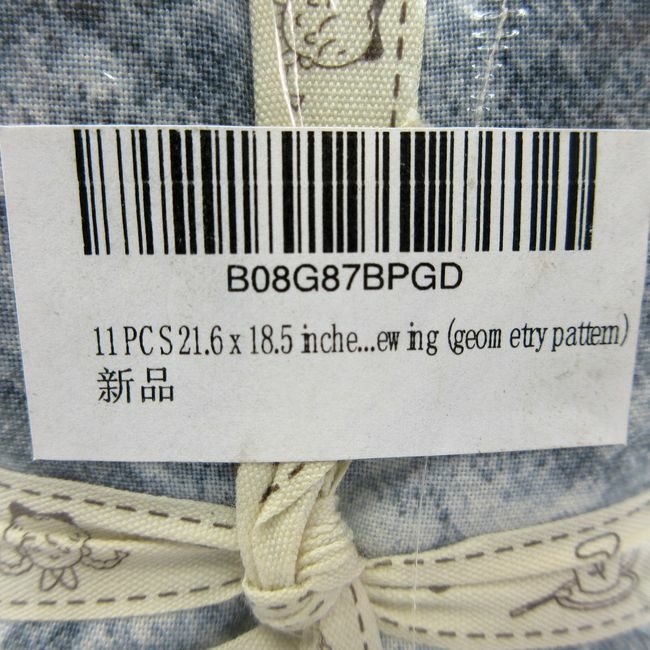 B08G87BPGD
11 PCS 21.6 x 18.5 inche...ewing (geometry pattern)
新品